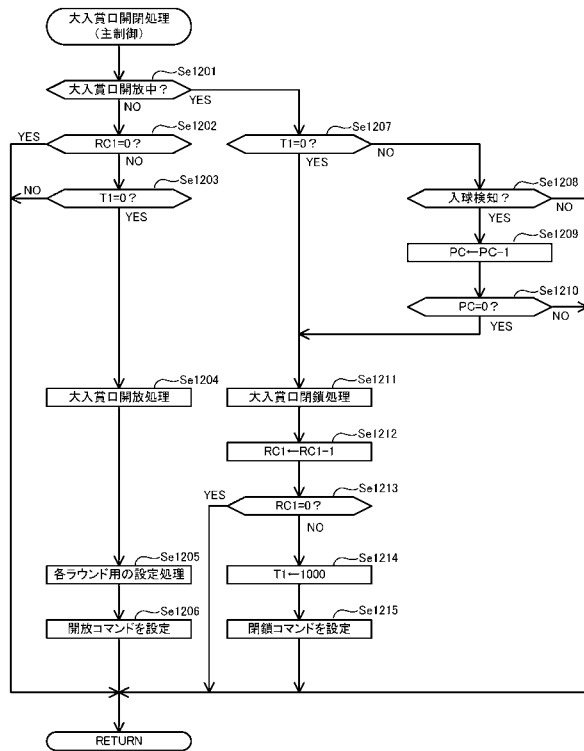 大入賞口開閉処理
(主制御)
Se1201
大入賞口開放中？
YES
NO
Se1202
YES
RC1=0？
NO
Se1203
NO
T1=0？
YES
Se1207
T1=0？
NO
YES
Se1208
入球検知？
NO
YES
Se1209
PC←PC-1
Se1210
PC=0？
NO
YES
Se1204
大入賞口開放処理
Se1211
大入賞口閉鎖処理
Se1212
RC1←RC1-1
Se1213
YES
RC1=0？
NO
Se1205
各ラウンド用の設定処理
Se1214
T1←1000
Se1206
開放コマンドを設定
Se1215
閉鎖コマンドを設定
RETURN